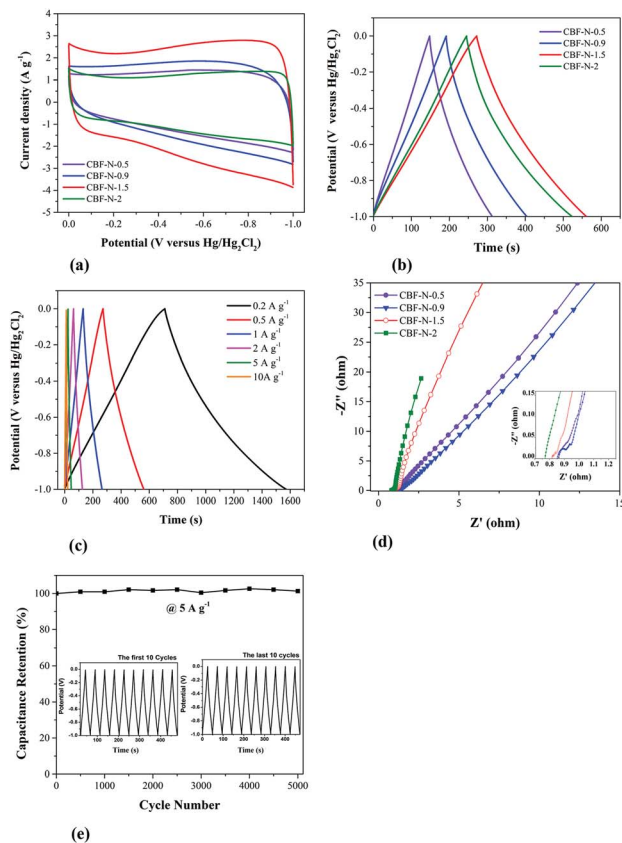 4
3
2
1
0
-1
-2
-3
-4
5
Current density (A g⁻¹)
CBF-N-0.5
CBF-N-0.9
CBF-N-1.5
CBF-N-2
0.0 -0.2 -0.4 -0.6 -0.8 -1.0
Potential (V versus Hg/Hg₂Cl₂)
(a)
0.0
-0.2
-0.4
-0.6
-0.8
-1.0
Potential (V versus Hg/Hg₂Cl₂)
CBF-N-0.5
CBF-N-0.9
CBF-N-1.5
CBF-N-2
0 100 200 300 400 500 600
Time (s)
(b)
0.0
-0.2
-0.4
-0.6
-0.8
-1.0
Potential (V versus Hg/Hg₂Cl₂)
0.2 A g⁻¹
0.5 A g⁻¹
1 A g⁻¹
2 A g⁻¹
5 A g⁻¹
10A g⁻¹
0 200 400 600 800 1000 1200 1400 1600
Time (s)
(c)
35
30
25
20
15
10
5
0
-Z'' (ohm)
CBF-N-0.5
CBF-N-0.9
CBF-N-1.5
CBF-N-2
0.15
0.10
0.05
0.00
-Z'' (ohm)
0.7 0.8 0.9 1.0 1.1 1.2
Z' (ohm)
0 5 10 15
Z' (ohm)
(d)
100
80
60
40
20
0
Capacitance Retention (%)
@ 5 A g⁻¹
The first 10 Cycles
0.0
-0.2
-0.4
-0.6
-0.8
-1.0
Potential (V)
100 200 300 400
Time (s)
The last 10 cycles
0.0
-0.2
-0.4
-0.6
-0.8
-1.0
Potential (V)
0 100 200 300 400
Time (s)
0 1000 2000 3000 4000 5000
Cycle Number
(e)